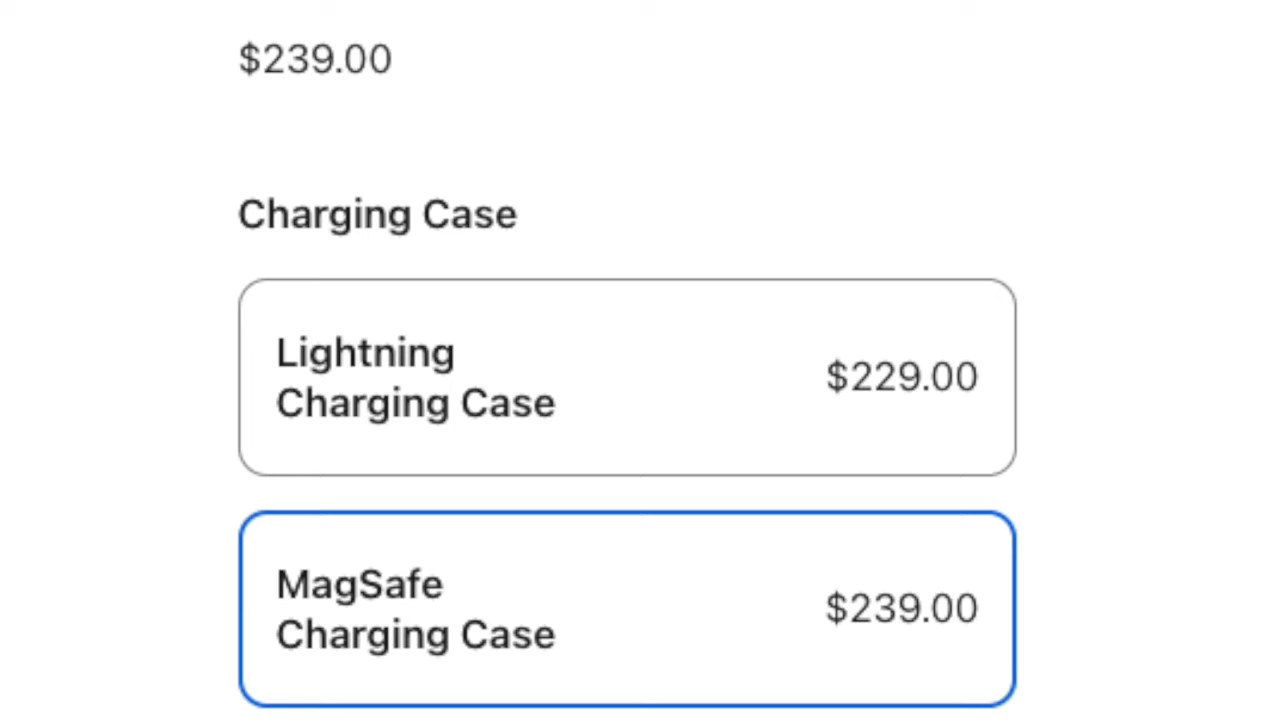 $239.00
Charging Case
Lightning
Charging Case
$229.00
MagSafe
Charging Case
$239.00